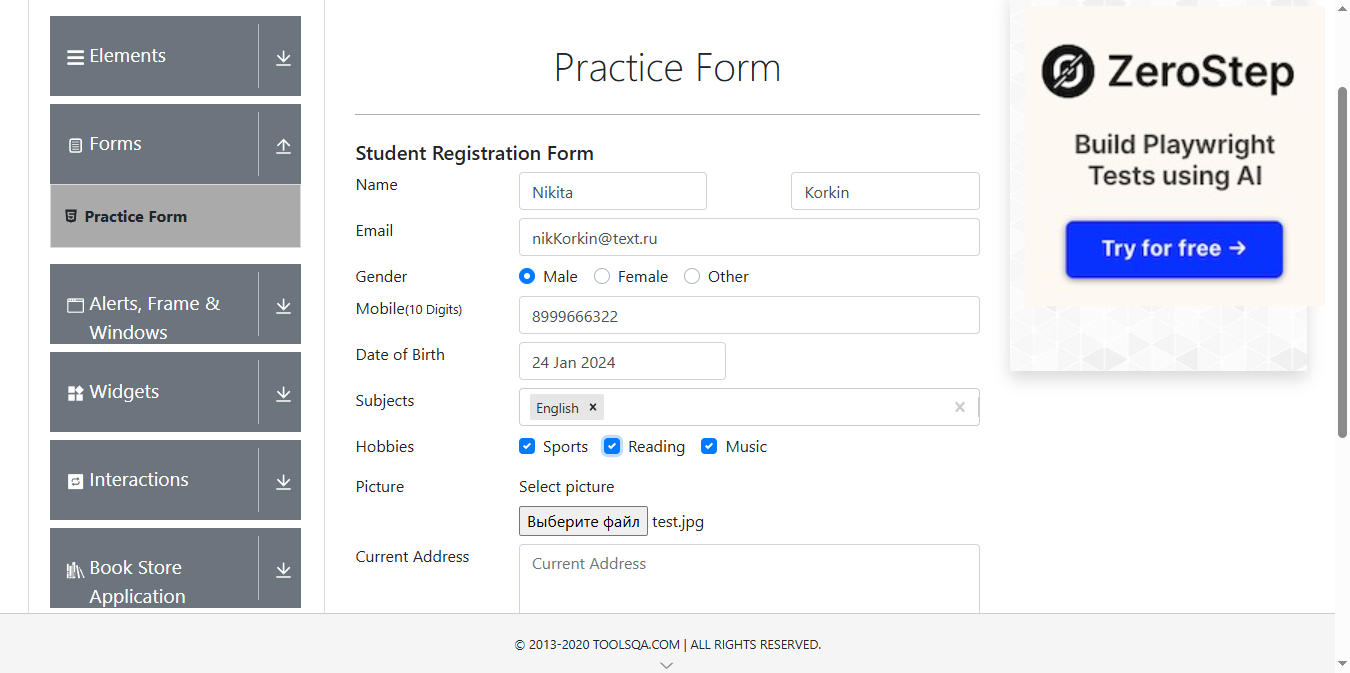 Elements
Forms
Practice Form
Alerts, Frame &
Windows
Widgets
Interactions
Book Store
Application
Practice Form
Student Registration Form
Name
Nikita
Korkin
Email
nikKorkin@text.ru
Gender
Male
Female
Other
Mobile(10 Digits)
8999666322
Date of Birth
24 Jan 2024
Subjects
English
Hobbies
Sports
Reading
Music
Picture
Select picture
Выберите файл test.jpg
Current Address
Current Address
ZeroStep
Build Playwright
Tests using AI
Try for free →
© 2013-2020 TOOLSQA.COM | ALL RIGHTS RESERVED.